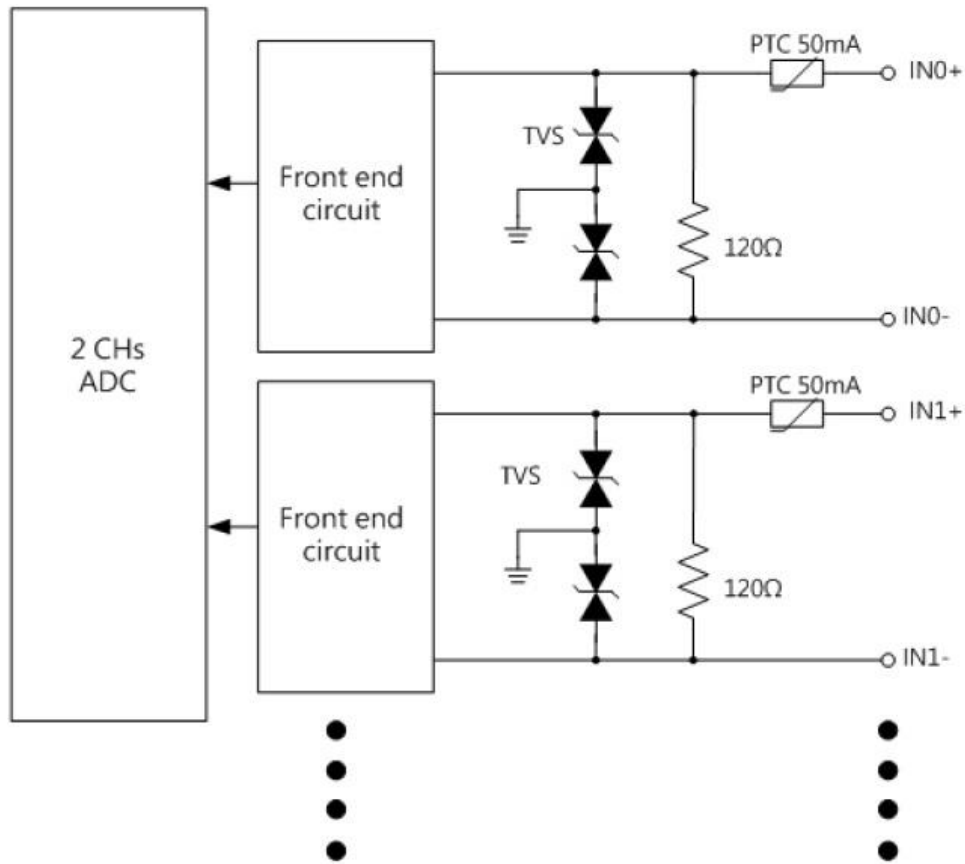 2 CHs
ADC
Front end
circuit
TVS
120Ω
PTC 50mA
IN0+
IN0-
Front end
circuit
TVS
120Ω
PTC 50mA
IN1+
IN1-